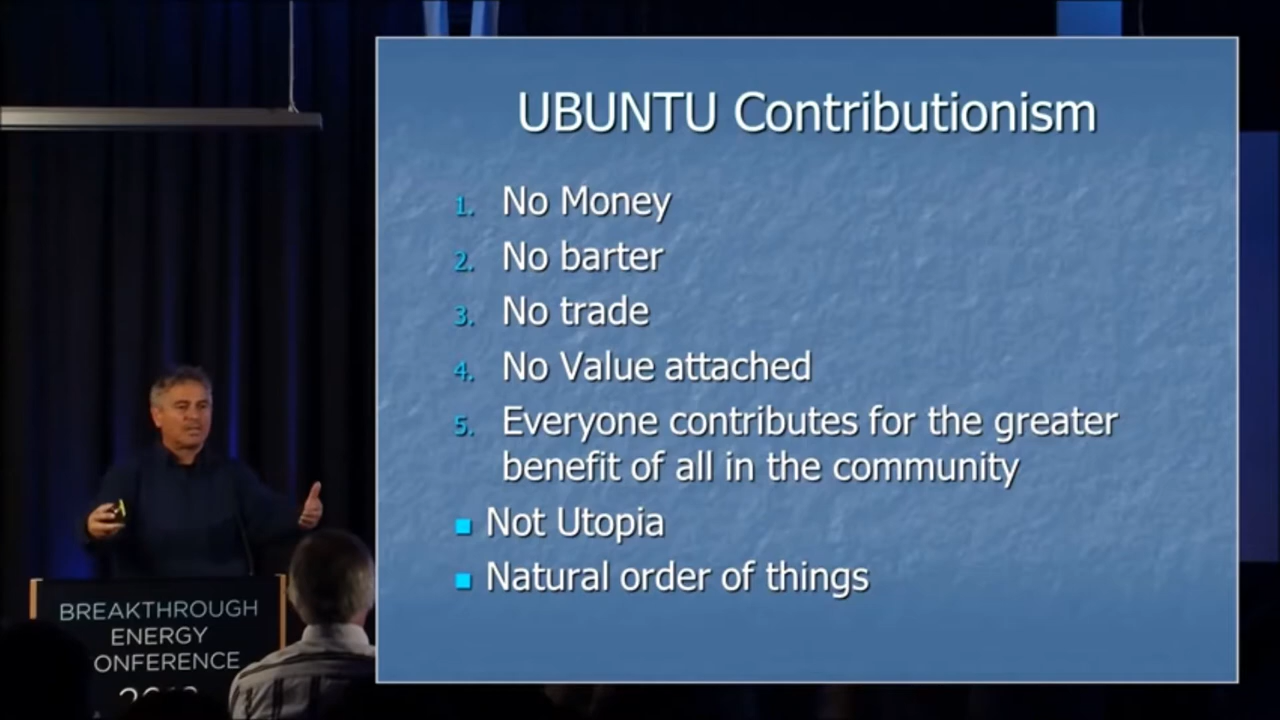 UBUNTU Contributionism
1. No Money
2. No barter
3. No trade
4. No Value attached
5. Everyone contributes for the greater
benefit of all in the community
Not Utopia
Natural order of things
BREAKTHROUGH
ENERGY
ONFERENCE